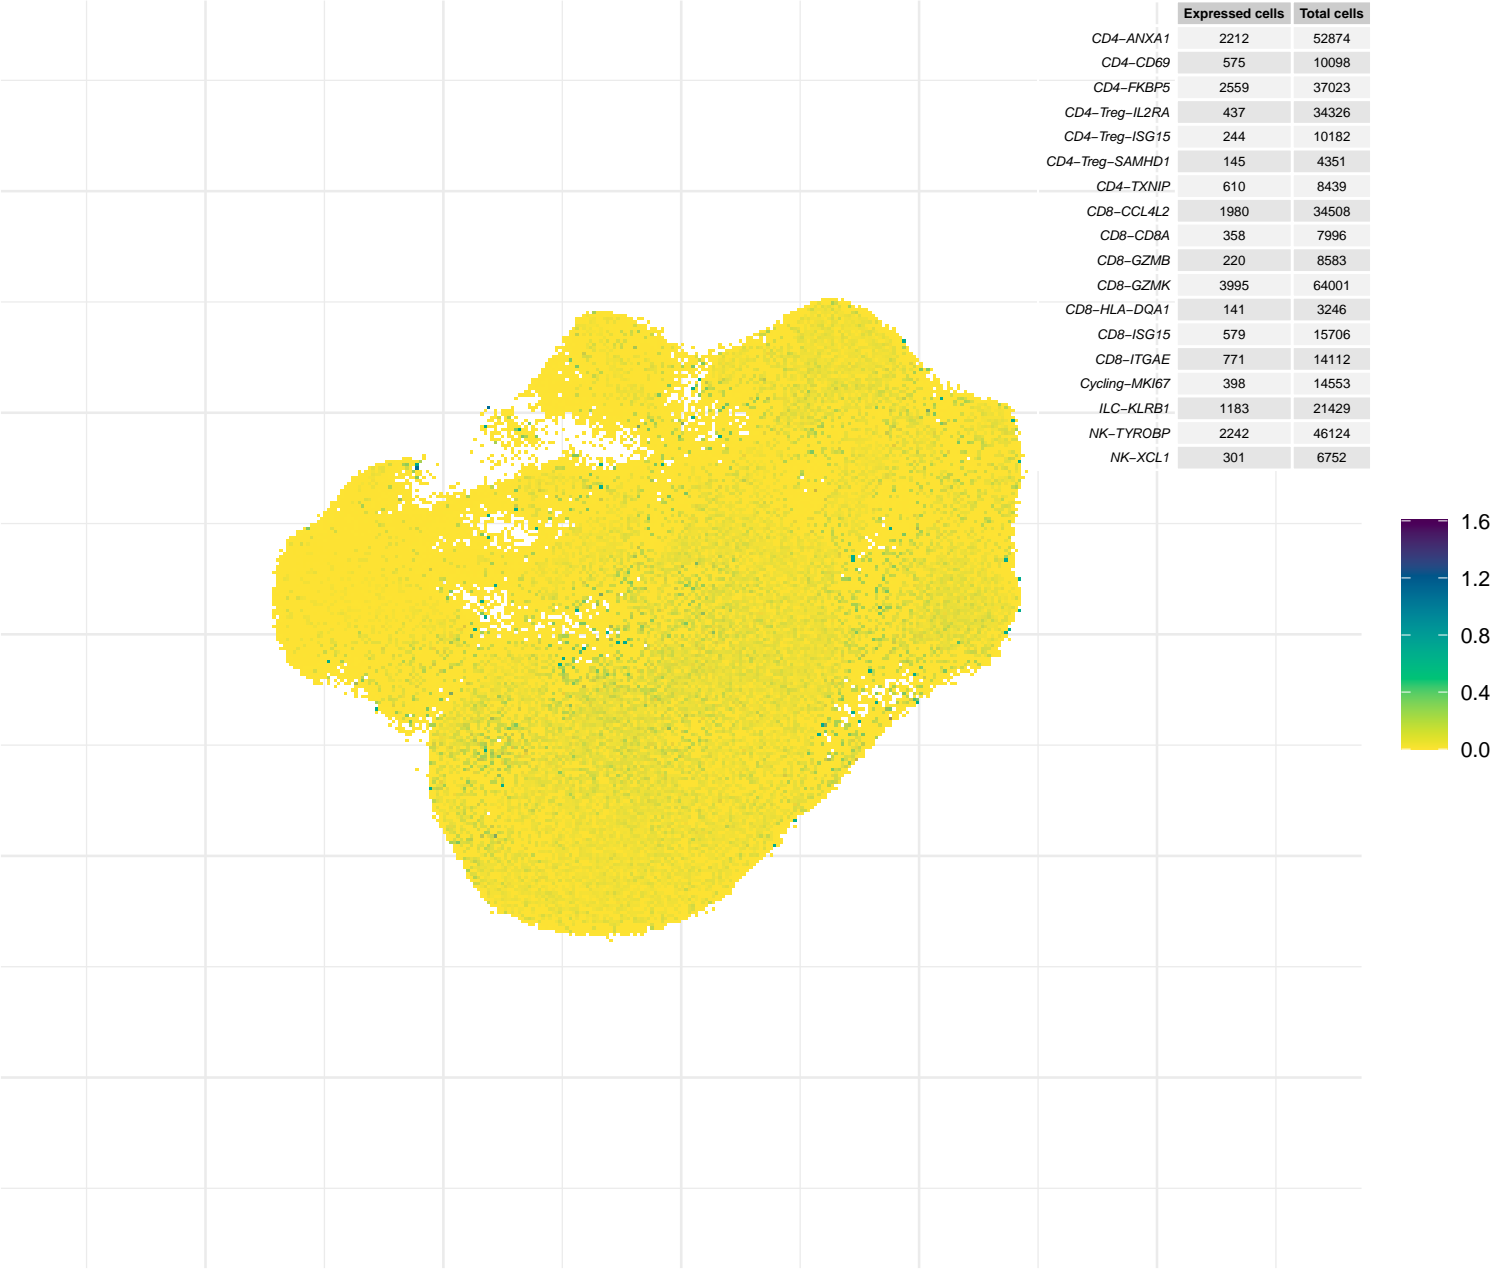 Expressed cells Total cells
CD4−ANXA1 2212 52874
CD4−CD69 575 10098
CD4−FKBP5 2559 37023
CD4−Treg−IL2RA 437 34326
CD4−Treg−ISG15 244 10182
CD4−Treg−SAMHD1 145 4351
CD4−TXNIP 610 8439
CD8−CCL4L2 1980 34508
CD8−CD8A 358 7996
CD8−GZMB 220 8583
CD8−GZMK 3995 64001
CD8−HLA−DQA1 141 3246
CD8−ISG15 579 15706
CD8−ITGAE 771 14112
Cycling−MKI67 398 14553
ILC−KLRB1 1183 21429
NK−TYROBP 2242 46124
NK−XCL1 301 6752
1.6
1.2
0.8
0.4
0.0